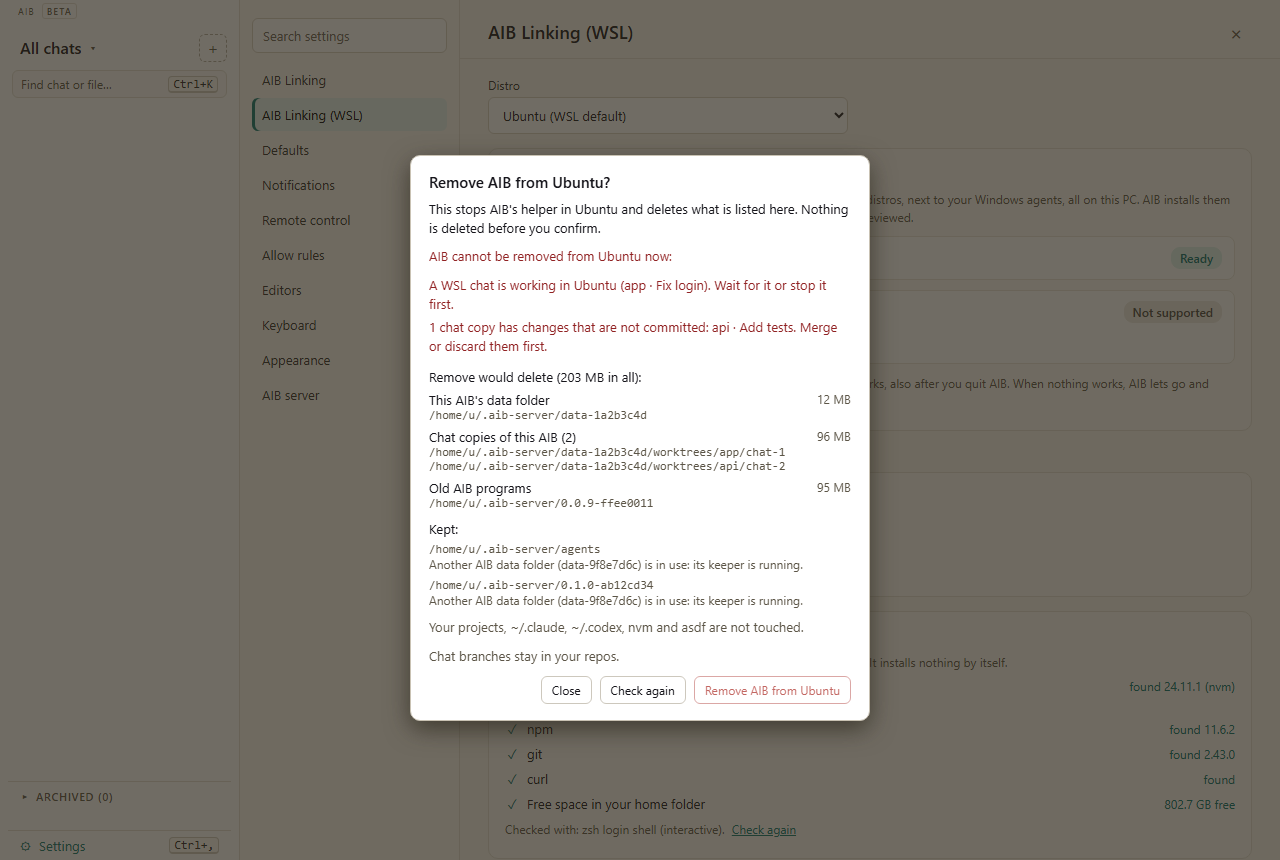 AIB BETA
All chats
+
Find chat or file... Ctrl+K
ARCHIVED (0)
Settings Ctrl+,
Search settings
AIB Linking
AIB Linking (WSL)
Defaults
Notifications
Remote control
Allow rules
Editors
Keyboard
Appearance
AIB server
AIB Linking (WSL)
Distro
Ubuntu (WSL default)
distros, next to your Windows agents, all on this PC. AIB installs them
Ready
Not supported
also after you quit AIB. When nothing works, AIB lets go and
Remove AIB from Ubuntu?
This stops AIB's helper in Ubuntu and deletes what is listed here. Nothing
is deleted before you confirm.
AIB cannot be removed from Ubuntu now:
A WSL chat is working in Ubuntu (app · Fix login). Wait for it or stop it
first.
1 chat copy has changes that are not committed: api · Add tests. Merge
or discard them first.
Remove would delete (203 MB in all):
This AIB's data folder 12 MB
/home/u/.aib-server/data-1a2b3c4d
Chat copies of this AIB (2) 96 MB
/home/u/.aib-server/data-1a2b3c4d/worktrees/app/chat-1
/home/u/.aib-server/data-1a2b3c4d/worktrees/api/chat-2
Old AIB programs 95 MB
/home/u/.aib-server/0.0.9-ffee0011
Kept:
/home/u/.aib-server/agents
Another AIB data folder (data-9f8e7d6c) is in use: its keeper is running.
/home/u/.aib-server/0.1.0-ab12cd34
Another AIB data folder (data-9f8e7d6c) is in use: its keeper is running.
Your projects, ~/.claude, ~/.codex, nvm and asdf are not touched.
Chat branches stay in your repos.
Close Check again Remove AIB from Ubuntu
It installs nothing by itself.
found 24.11.1 (nvm)
✓ npm found 11.6.2
✓ git found 2.43.0
✓ curl found
✓ Free space in your home folder 802.7 GB free
Checked with: zsh login shell (interactive). Check again